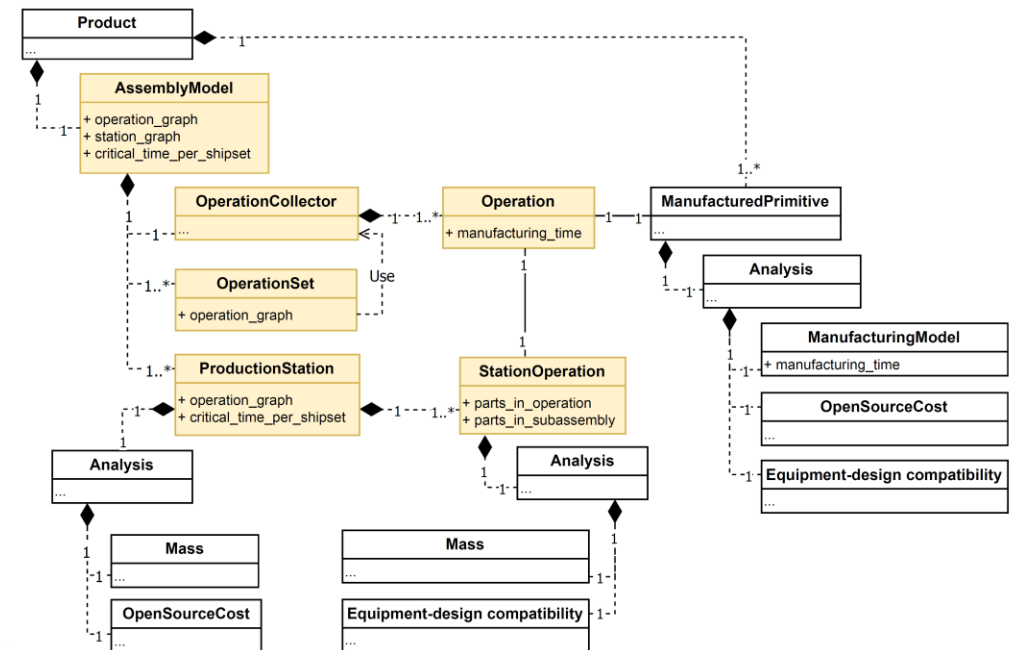 Product
...
1
1
1
AssemblyModel
+ operation_graph
+ station_graph
+ critical_time_per_shipset
1
1..*
OperationCollector
...
1
1
1..*
Operation
+ manufacturing_time
1
1
ManufacturedPrimitive
...
Use
1..*
OperationSet
+ operation_graph
1
1
1
1
Analysis
...
1
1
ManufacturingModel
+ manufacturing_time
1
OpenSourceCost
...
1
Equipment-design compatibility
...
1..*
ProductionStation
+ operation_graph
+ critical_time_per_shipset
1
1..*
StationOperation
+ parts_in_operation
+ parts_in_subassembly
1
1
Analysis
...
1
1
Analysis
...
1
1
Mass
...
1
OpenSourceCost
...
1
Mass
...
1
Equipment-design compatibility
...
1